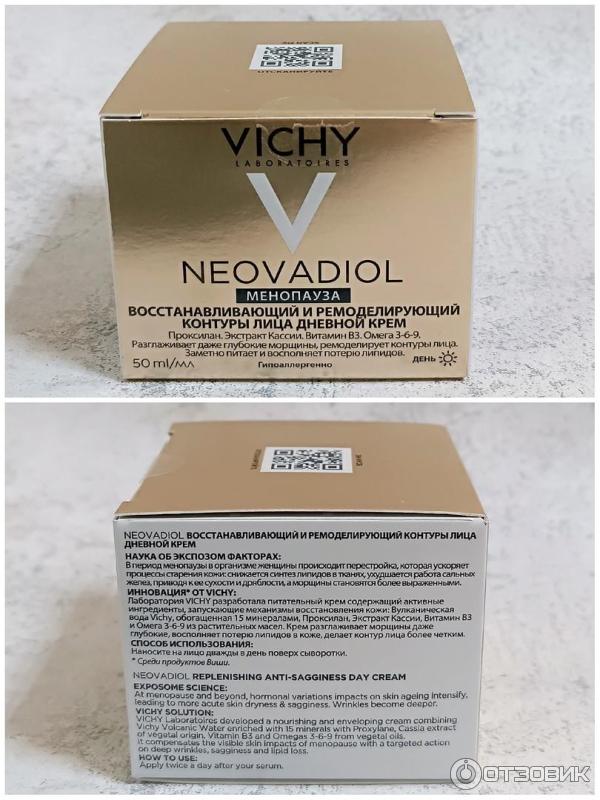 ОТСКАНИРУЙТЕ
VICHY
LABORATOIRES
NEOVADIOL
МЕНОПАУЗА
ВОССТАНАВЛИВАЮЩИЙ И РЕМОДЕЛИРУЮЩИЙ
КОНТУРЫ ЛИЦА ДНЕВНОЙ КРЕМ
Проксилан. Экстракт Кассии. Витамин В3. Омега 3-6-9.
Разглаживает даже глубокие морщины, ремоделирует контуры лица.
Заметно питает и восполняет потерю липидов.
50 ml/мл
Гипоаллергенно
ДЕНЬ
NEOVADIOL ВОССТАНАВЛИВАЮЩИЙ И РЕМОДЕЛИРУЮЩИЙ КОНТУРЫ ЛИЦА
ДНЕВНОЙ КРЕМ
НАУКА ОБ ЭКСПОЗОМ ФАКТОРАХ:
В период менопаузы в организме женщины происходит перестройка, которая ускоряет
процессы старения кожи: снижается синтез липидов в тканях, ухудшается работа сальных
желез, приводя к ее сухости и дряблости, а морщины становятся более выраженными.
ИННОВАЦИЯ* ОТ VICHY:
Лаборатория VICHY разработала питательный крем содержащий активные
ингредиенты, запускающие механизмы восстановления кожи: Вулканическая
вода Vichy, обогащенная 15 минералами, Проксилан, Экстракт Кассии, Витамин В3
и Омега 3-6-9 из растительных масел. Крем разглаживает морщины даже
глубокие, восполняет потерю липидов в коже, делает контур лица более четким.
СПОСОБ ИСПОЛЬЗОВАНИЯ:
Наносите на лицо дважды в день поверх сыворотки.
* Среди продуктов Виши.
NEOVADIOL REPLENISHING ANTI-SAGGINESS DAY CREAM
EXPOSOME SCIENCE:
At menopause and beyond, hormonal variations impacts on skin ageing intensify,
leading to more acute skin dryness & sagginess. Wrinkles become deeper.
VICHY SOLUTION:
VICHY Laboratoires developed a nourishing and enveloping cream combining
Vichy Volcanic Water enriched with 15 minerals with Proxylane, Cassia extract
of vegetal origin, Vitamin B3 and Omegas 3-6-9 from vegetal oils.
It compensates the visible skin impacts of menopause with a targeted action
on deep wrinkles, sagginess and lipid loss.
HOW TO USE:
Apply twice a day after your serum.
ОТЗОВИК